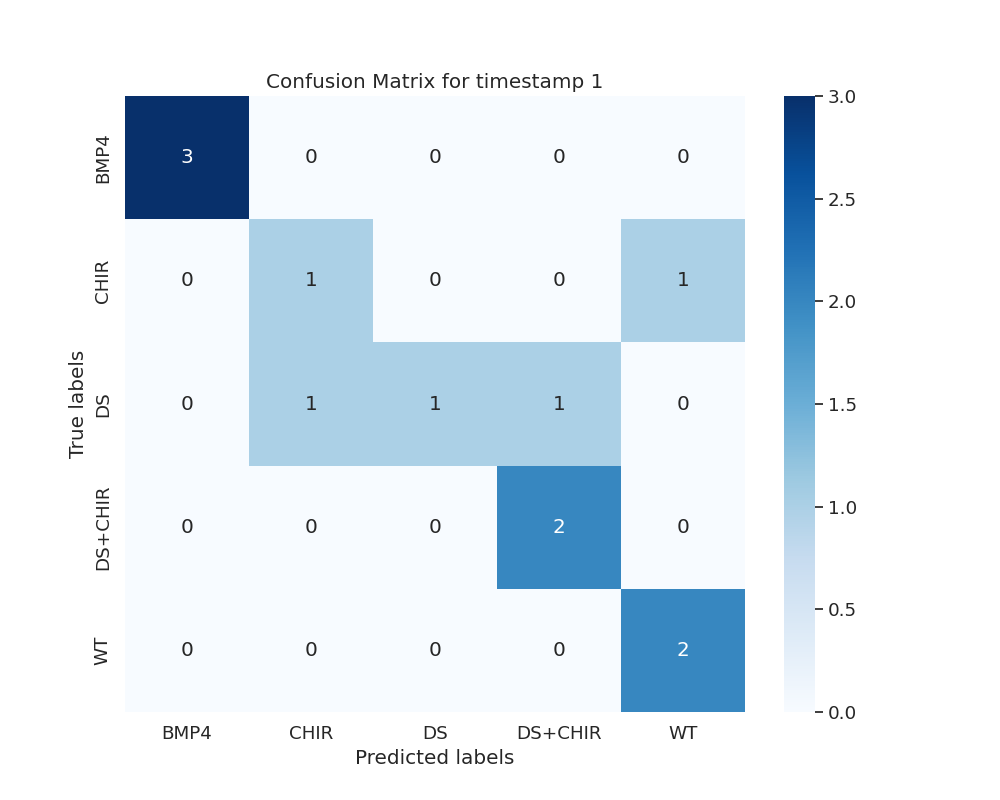 Confusion Matrix for timestamp 1
True labels
BMP4 3 0 0 0 0
CHIR 0 1 0 0 1
DS 0 1 1 1 0
DS+CHIR 0 0 0 2 0
WT 0 0 0 0 2
BMP4 CHIR DS DS+CHIR WT
Predicted labels
3.0
2.5
2.0
1.5
1.0
0.5
0.0